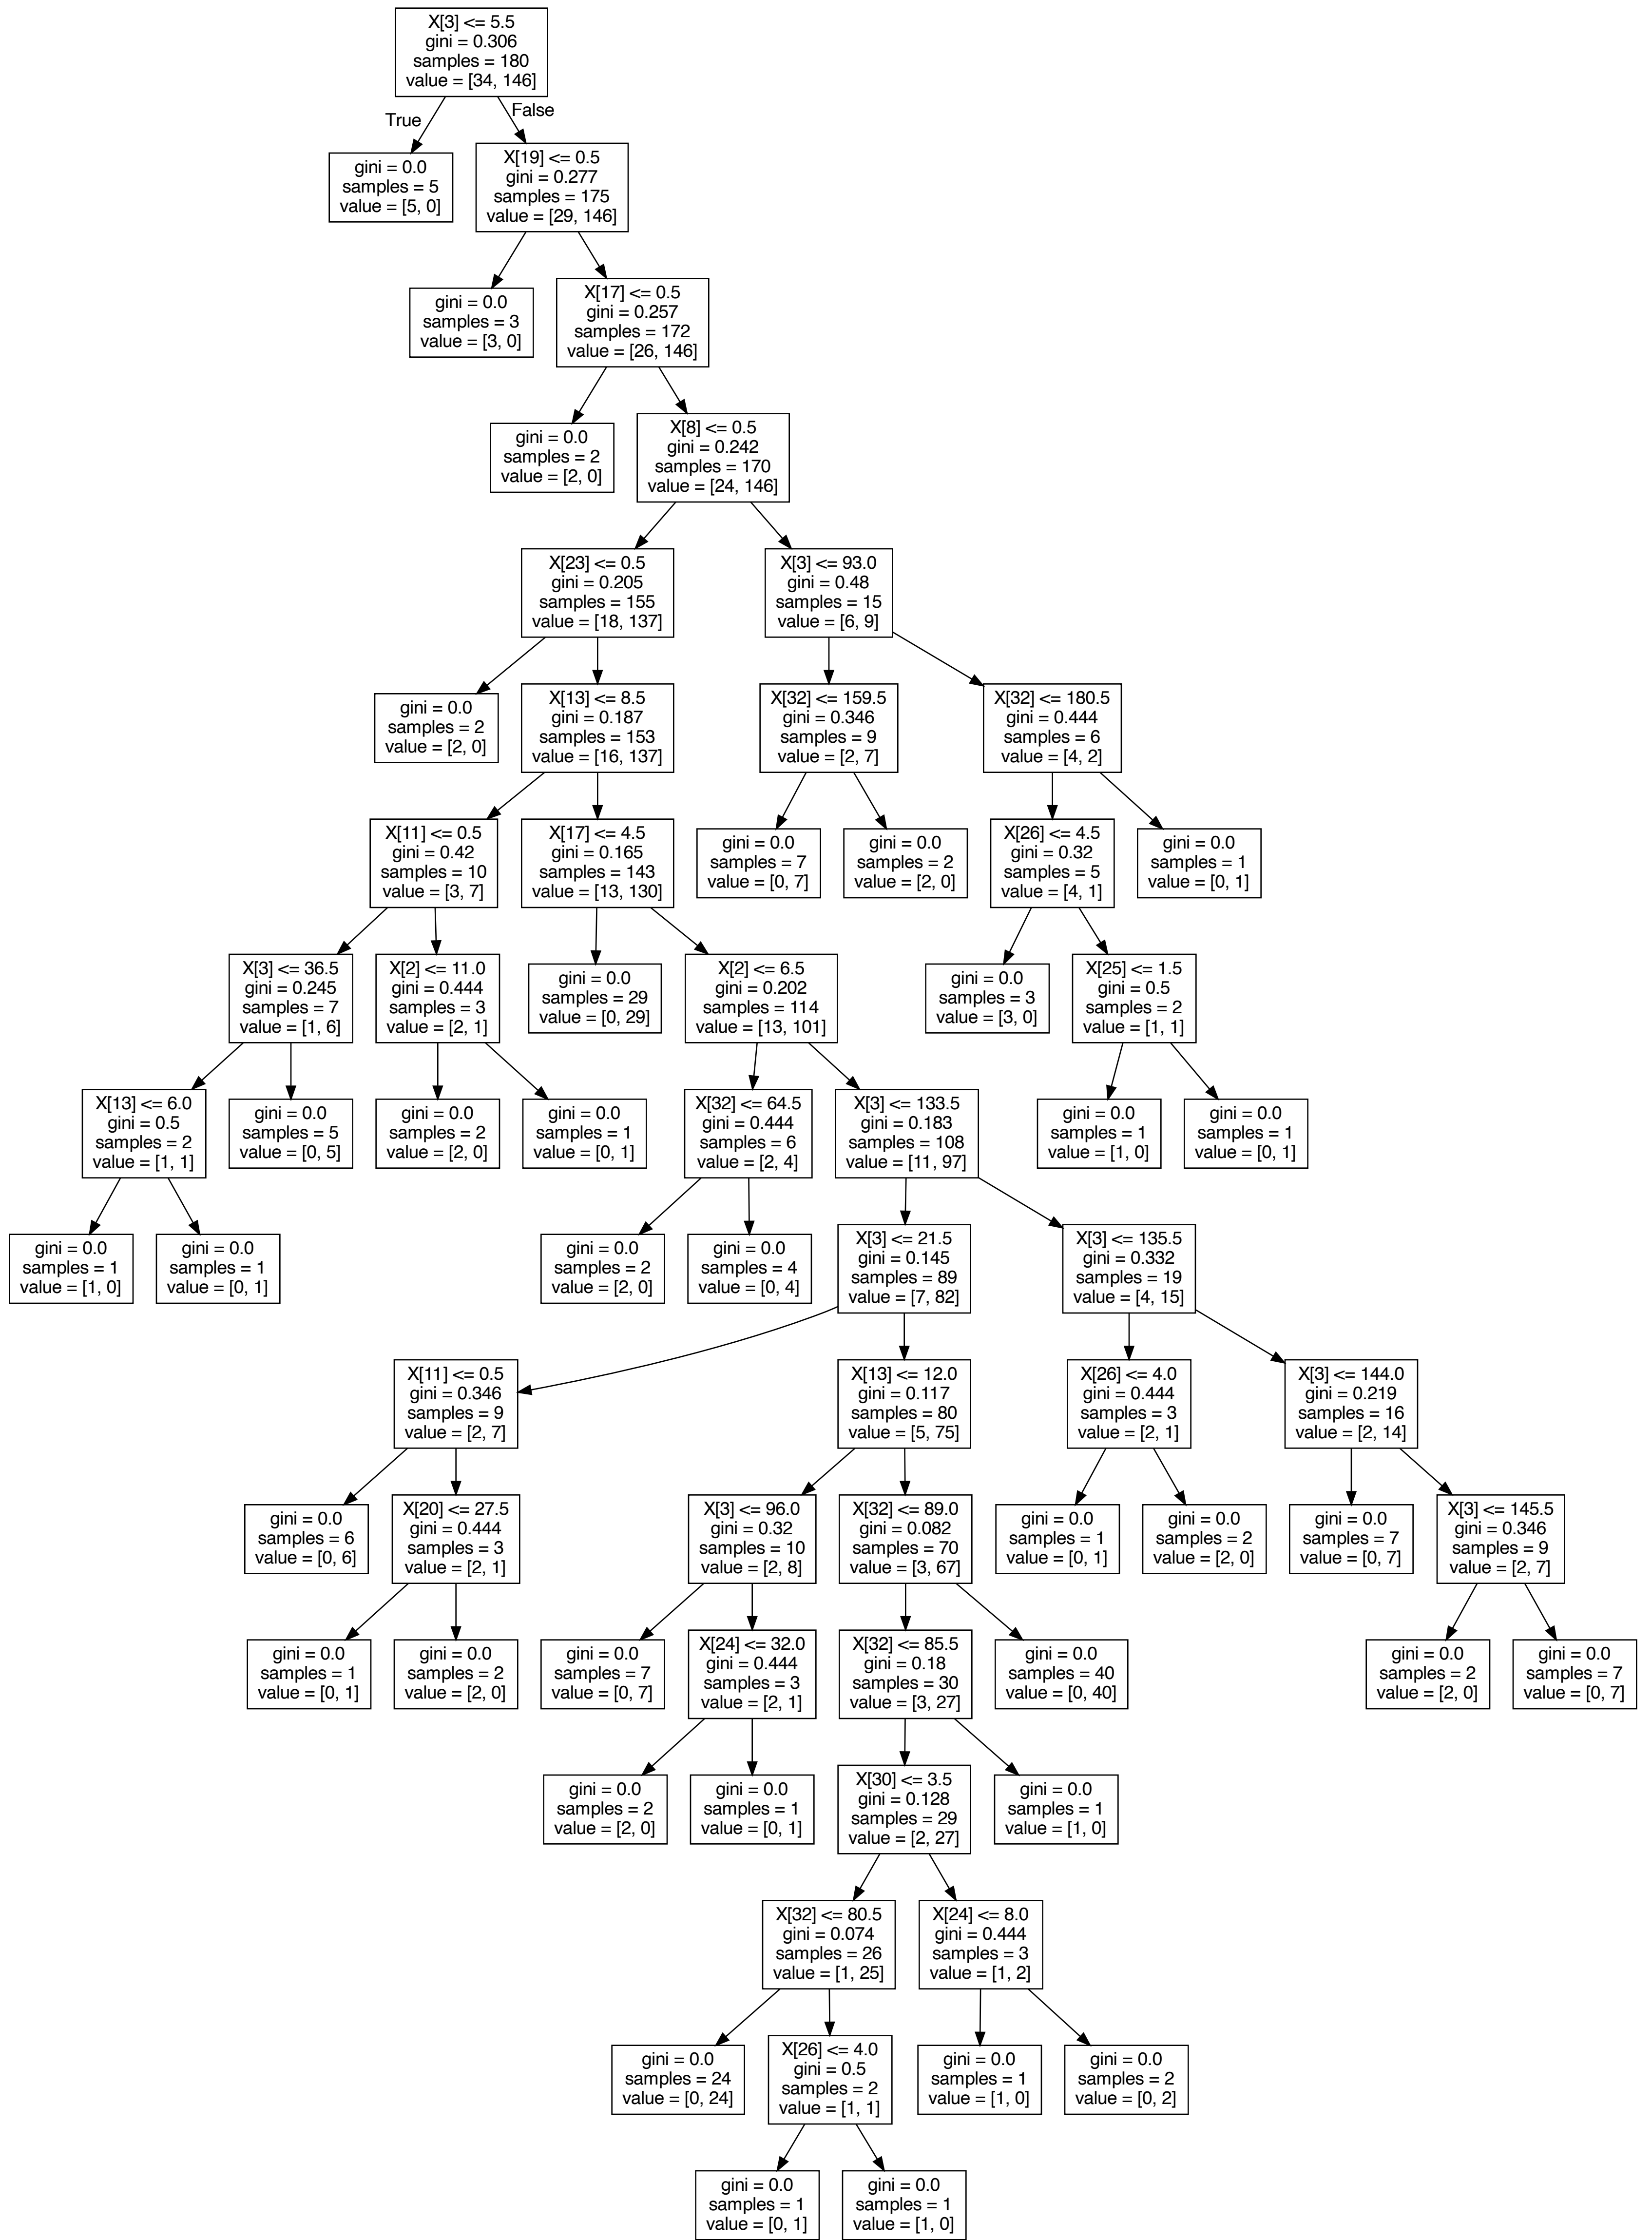 X[3] <= 5.5
gini = 0.306
samples = 180
value = [34, 146]
True
False
gini = 0.0
samples = 5
value = [5, 0]
X[19] <= 0.5
gini = 0.277
samples = 175
value = [29, 146]
gini = 0.0
samples = 3
value = [3, 0]
X[17] <= 0.5
gini = 0.257
samples = 172
value = [26, 146]
gini = 0.0
samples = 2
value = [2, 0]
X[8] <= 0.5
gini = 0.242
samples = 170
value = [24, 146]
X[23] <= 0.5
gini = 0.205
samples = 155
value = [18, 137]
X[3] <= 93.0
gini = 0.48
samples = 15
value = [6, 9]
gini = 0.0
samples = 2
value = [2, 0]
X[13] <= 8.5
gini = 0.187
samples = 153
value = [16, 137]
X[32] <= 159.5
gini = 0.346
samples = 9
value = [2, 7]
X[32] <= 180.5
gini = 0.444
samples = 6
value = [4, 2]
X[11] <= 0.5
gini = 0.42
samples = 10
value = [3, 7]
X[17] <= 4.5
gini = 0.165
samples = 143
value = [13, 130]
gini = 0.0
samples = 7
value = [0, 7]
gini = 0.0
samples = 2
value = [2, 0]
X[26] <= 4.5
gini = 0.32
samples = 5
value = [4, 1]
gini = 0.0
samples = 1
value = [0, 1]
X[3] <= 36.5
gini = 0.245
samples = 7
value = [1, 6]
X[2] <= 11.0
gini = 0.444
samples = 3
value = [2, 1]
gini = 0.0
samples = 29
value = [0, 29]
X[2] <= 6.5
gini = 0.202
samples = 114
value = [13, 101]
gini = 0.0
samples = 3
value = [3, 0]
X[25] <= 1.5
gini = 0.5
samples = 2
value = [1, 1]
X[13] <= 6.0
gini = 0.5
samples = 2
value = [1, 1]
gini = 0.0
samples = 5
value = [0, 5]
gini = 0.0
samples = 2
value = [2, 0]
gini = 0.0
samples = 1
value = [0, 1]
X[32] <= 64.5
gini = 0.444
samples = 6
value = [2, 4]
X[3] <= 133.5
gini = 0.183
samples = 108
value = [11, 97]
gini = 0.0
samples = 1
value = [1, 0]
gini = 0.0
samples = 1
value = [0, 1]
gini = 0.0
samples = 1
value = [1, 0]
gini = 0.0
samples = 1
value = [0, 1]
gini = 0.0
samples = 2
value = [2, 0]
gini = 0.0
samples = 4
value = [0, 4]
X[3] <= 21.5
gini = 0.145
samples = 89
value = [7, 82]
X[3] <= 135.5
gini = 0.332
samples = 19
value = [4, 15]
X[11] <= 0.5
gini = 0.346
samples = 9
value = [2, 7]
X[13] <= 12.0
gini = 0.117
samples = 80
value = [5, 75]
X[26] <= 4.0
gini = 0.444
samples = 3
value = [2, 1]
X[3] <= 144.0
gini = 0.219
samples = 16
value = [2, 14]
gini = 0.0
samples = 6
value = [0, 6]
X[20] <= 27.5
gini = 0.444
samples = 3
value = [2, 1]
X[3] <= 96.0
gini = 0.32
samples = 10
value = [2, 8]
X[32] <= 89.0
gini = 0.082
samples = 70
value = [3, 67]
gini = 0.0
samples = 1
value = [0, 1]
gini = 0.0
samples = 2
value = [2, 0]
gini = 0.0
samples = 7
value = [0, 7]
X[3] <= 145.5
gini = 0.346
samples = 9
value = [2, 7]
gini = 0.0
samples = 1
value = [0, 1]
gini = 0.0
samples = 2
value = [2, 0]
gini = 0.0
samples = 7
value = [0, 7]
X[24] <= 32.0
gini = 0.444
samples = 3
value = [2, 1]
X[32] <= 85.5
gini = 0.18
samples = 30
value = [3, 27]
gini = 0.0
samples = 40
value = [0, 40]
gini = 0.0
samples = 2
value = [2, 0]
gini = 0.0
samples = 7
value = [0, 7]
gini = 0.0
samples = 2
value = [2, 0]
gini = 0.0
samples = 1
value = [0, 1]
X[30] <= 3.5
gini = 0.128
samples = 29
value = [2, 27]
gini = 0.0
samples = 1
value = [1, 0]
X[32] <= 80.5
gini = 0.074
samples = 26
value = [1, 25]
X[24] <= 8.0
gini = 0.444
samples = 3
value = [1, 2]
gini = 0.0
samples = 24
value = [0, 24]
X[26] <= 4.0
gini = 0.5
samples = 2
value = [1, 1]
gini = 0.0
samples = 1
value = [1, 0]
gini = 0.0
samples = 2
value = [0, 2]
gini = 0.0
samples = 1
value = [0, 1]
gini = 0.0
samples = 1
value = [1, 0]